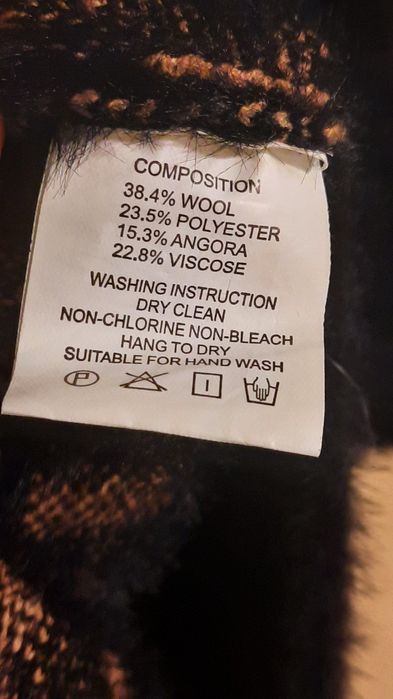 COMPOSITION
38.4% WOOL
23.5% POLYESTER
15.3% ANGORA
22.8% VISCOSE
WASHING INSTRUCTION
DRY CLEAN
NON-CHLORINE NON-BLEACH
HANG TO DRY
SUITABLE FOR HAND WASH
P